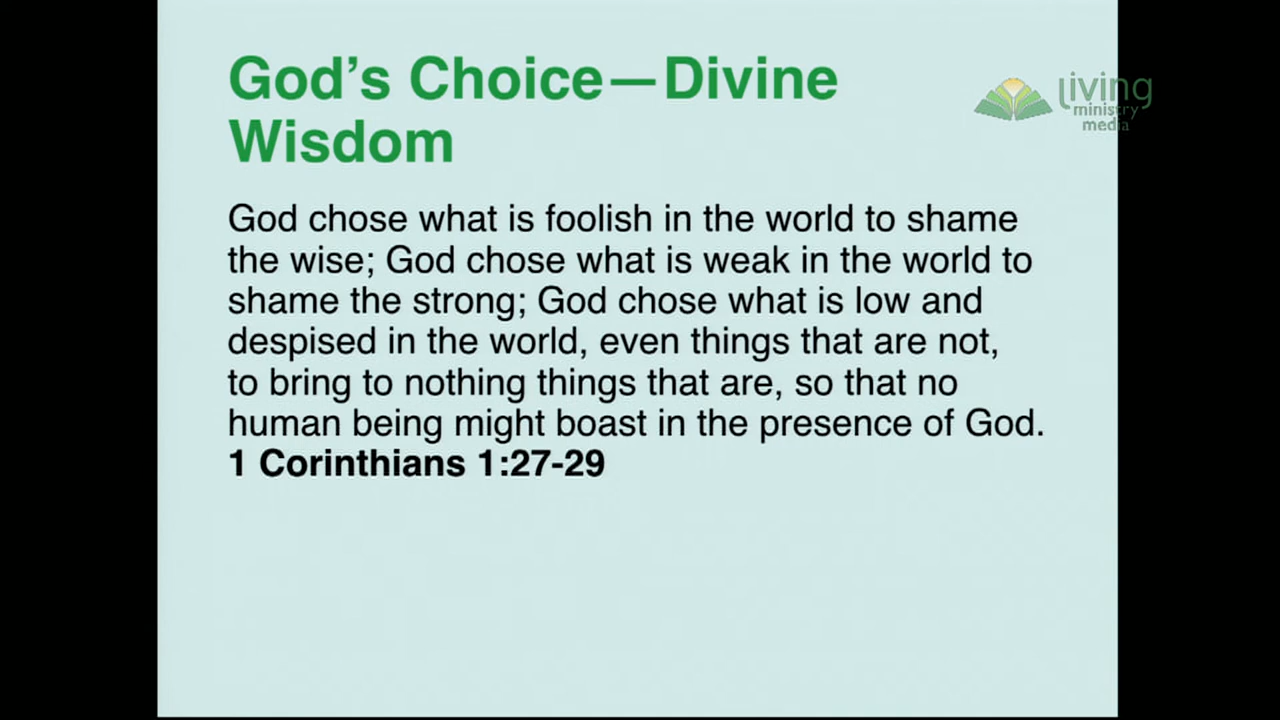 God’s Choice—Divine
Wisdom
living
ministry
media
God chose what is foolish in the world to shame
the wise; God chose what is weak in the world to
shame the strong; God chose what is low and
despised in the world, even things that are not,
to bring to nothing things that are, so that no
human being might boast in the presence of God.
1 Corinthians 1:27-29